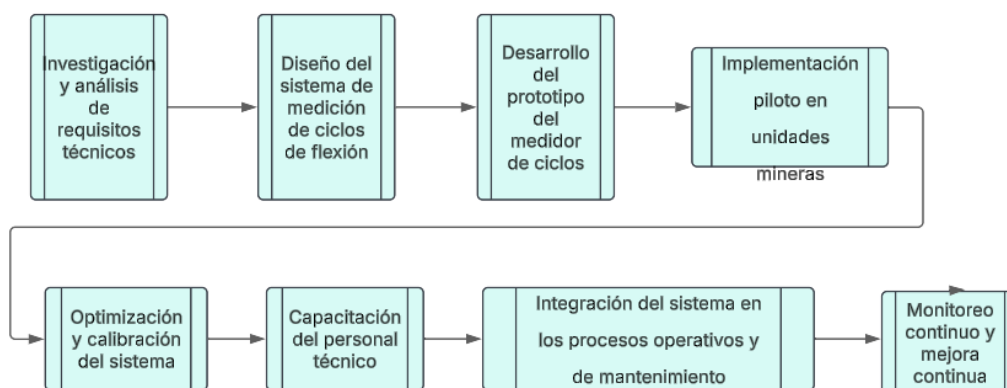 Investigación
y análisis
de
requisitos
técnicos
Diseño del
sistema de
medición
de ciclos
de flexión
Desarrollo
del
prototipo
del
medidor
de ciclos
Implementación
piloto en
unidades
mineras
Optimización
y calibración
del sistema
Capacitación
del personal
técnico
Integración del sistema en
los procesos operativos y
de mantenimiento
Monitoreo
continuo y
mejora
continua